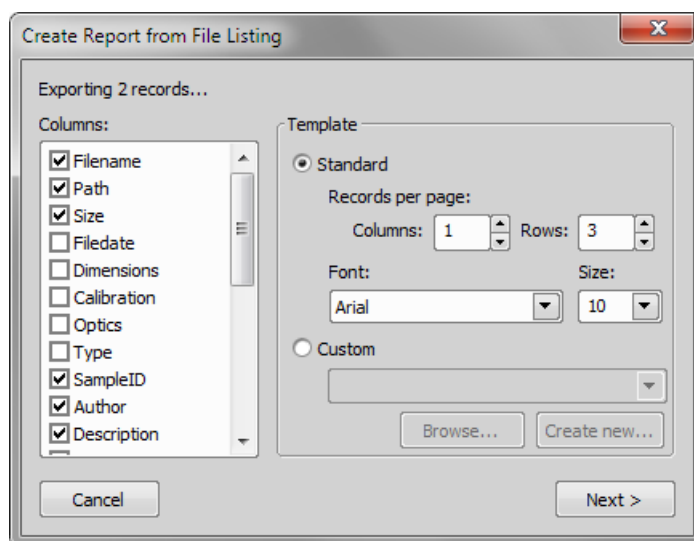 Create Report from File Listing
Exporting 2 records...
Columns:
Filename
Path
Size
Filedate
Dimensions
Calibration
Optics
Type
SampleID
Author
Description
Template
Standard
Records per page:
Columns: 1 Rows: 3
Font: Size:
Arial 10
Custom
Browse... Create new...
Cancel Next >